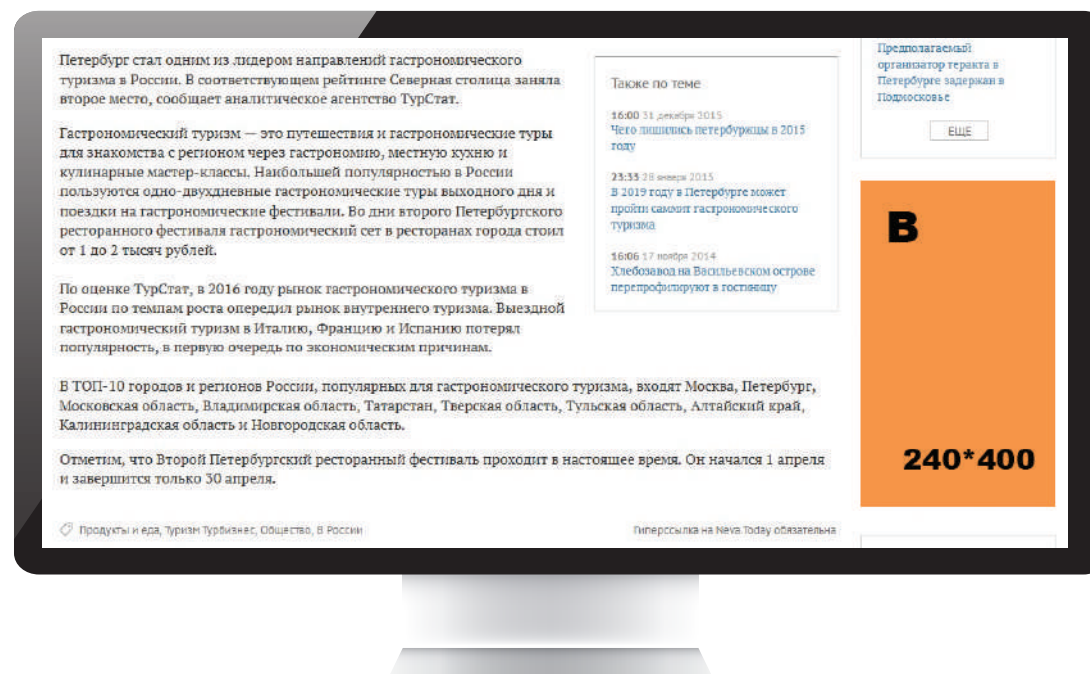 Петербург стал одним из лидером направлений гастрономического
туризма в России. В соответствующем рейтинге Северная столица заняла
второе место, сообщает аналитическое агентство ТурСтат.
Гастрономический туризм — это путешествия и гастрономические туры
для знакомства с регионом через гастрономию, местную кухню и
кулинарные мастер-классы. Наибольшей популярностью в России
пользуются одно-двухдневные гастрономические туры выходного дня и
поездки на гастрономические фестивали. Во дни второго Петербургского
ресторанного фестиваля гастрономический сет в ресторанах города стоил
от 1 до 2 тысяч рублей.
По оценке ТурСтат, в 2016 году рынок гастрономического туризма в
России по темпам роста опередил рынок внутреннего туризма. Выездной
гастрономический туризм в Италию, Францию и Испанию потерял
популярность, в первую очередь по экономическим причинам.
В ТОП-10 городов и регионов России, популярных для гастрономического туризма, входят Москва, Петербург,
Московская область, Владимирская область, Татарстан, Тверская область, Тульская область, Алтайский край,
Калининградская область и Новгородская область.
Отметим, что Второй Петербургский ресторанный фестиваль проходит в настоящее время. Он начался 1 апреля
и завершится только 30 апреля.
Продукты и еда, Туризм Турбизнес, Общество, В России
Гиперссылка на Neva.Today обязательна
Также по теме
16:00 31 декабря 2015
Чего лишились петербуржцы в 2015
году
23:33 28 января 2015
В 2019 году в Петербурге может
пройти саммит гастрономического
туризма
16:06 17 ноября 2014
Хлебозавод на Васильевском острове
перепрофилируют в гостиницу
Предполагаемый
организатор теракта в
Петербурге задержан в
Подмосковье
ЕЩЕ
B
240*400